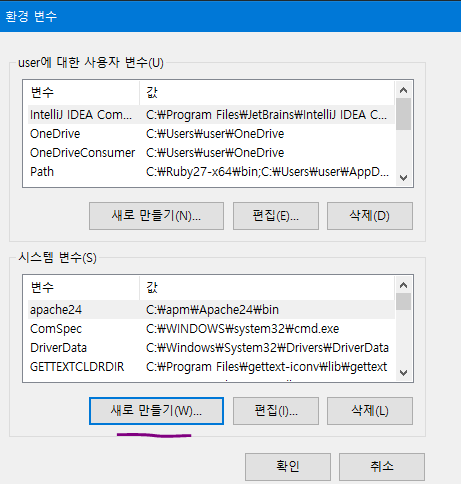 환경 변수
user에 대한 사용자 변수(U)
변수 값
IntelliJ IDEA Com... C:₩Program Files₩JetBrains₩IntelliJ IDEA C...
OneDrive C:₩Users₩user₩OneDrive
OneDriveConsumer C:₩Users₩user₩OneDrive
Path C:₩Ruby27-x64₩bin;C:₩Users₩user₩AppD...
새로 만들기(N)... 편집(E)... 삭제(D)
시스템 변수(S)
변수 값
apache24 C:₩apm₩Apache24₩bin
ComSpec C:₩WINDOWS₩system32₩cmd.exe
DriverData C:₩Windows₩System32₩Drivers₩DriverData
GETTEXTCLDRDIR C:₩Program Files₩gettext-iconv₩lib₩gettext
새로 만들기(W)... 편집(I)... 삭제(L)
확인 취소